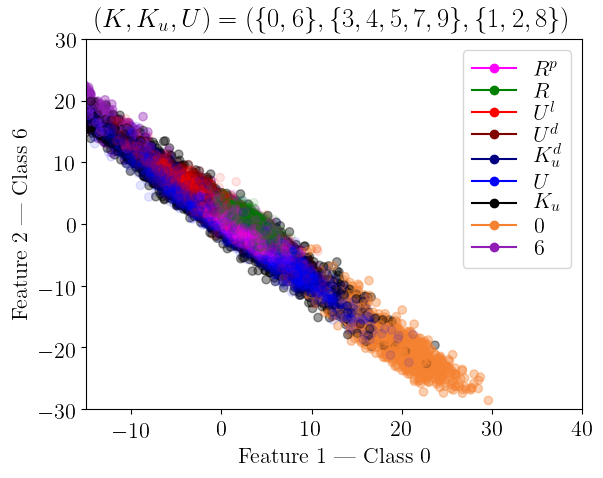 (K, K_u, U) = ({0, 6}, {3, 4, 5, 7, 9}, {1, 2, 8})
30
20
10
0
−10
−20
−30
Feature 2 — Class 6
R^p
R
U^l
U^d
K_u^d
U
K_u
0
6
−10
0
10
20
30
40
Feature 1 — Class 0